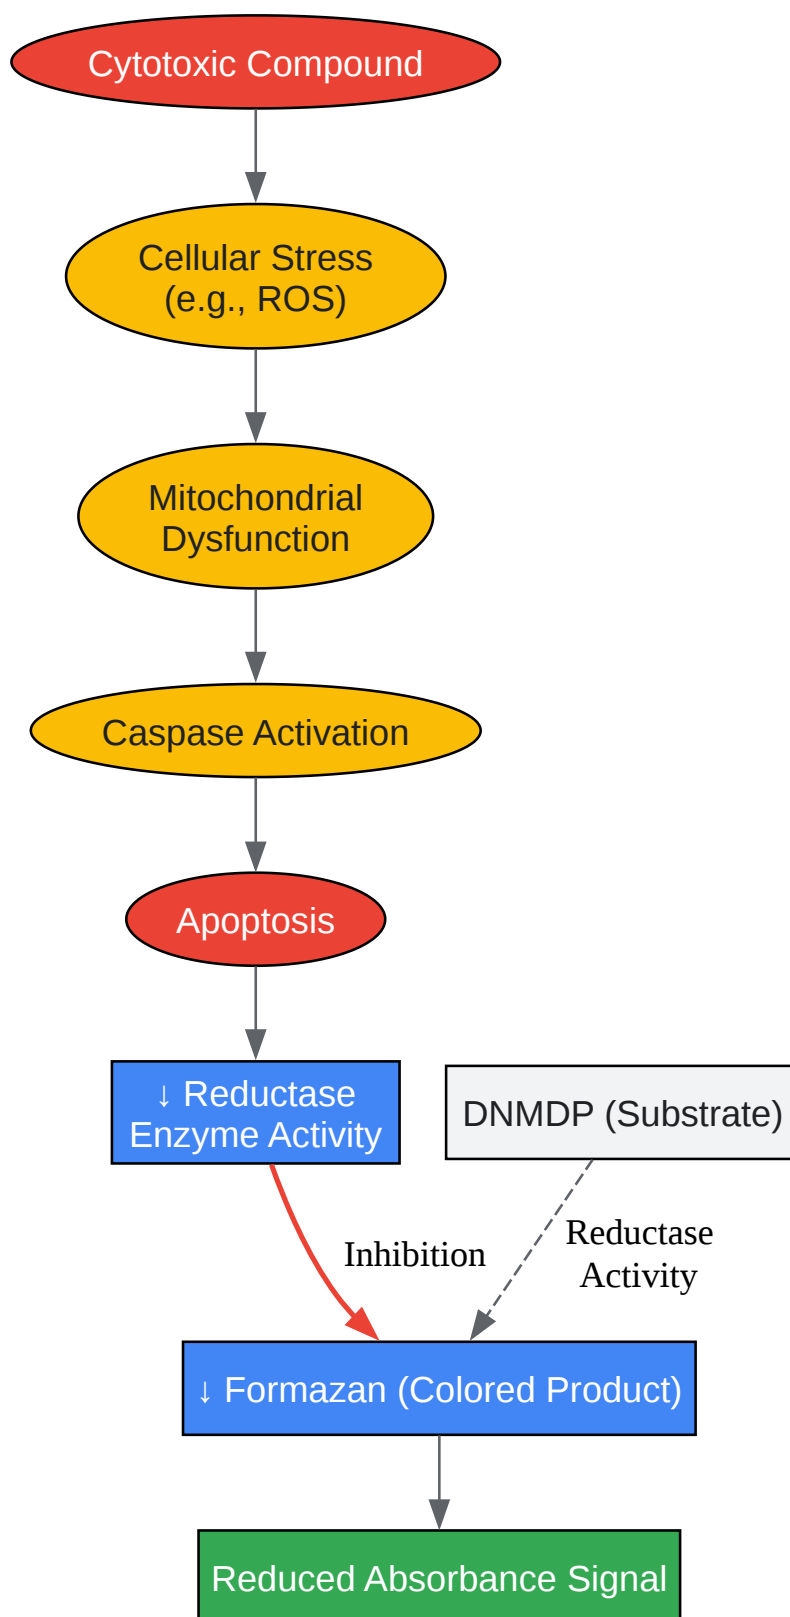 Cytotoxic Compound
Cellular Stress
(e.g., ROS)
Mitochondrial
Dysfunction
Caspase Activation
Apoptosis
↓ Reductase
Enzyme Activity
DNMDP (Substrate)
Inhibition
Reductase
Activity
↓ Formazan (Colored Product)
Reduced Absorbance Signal